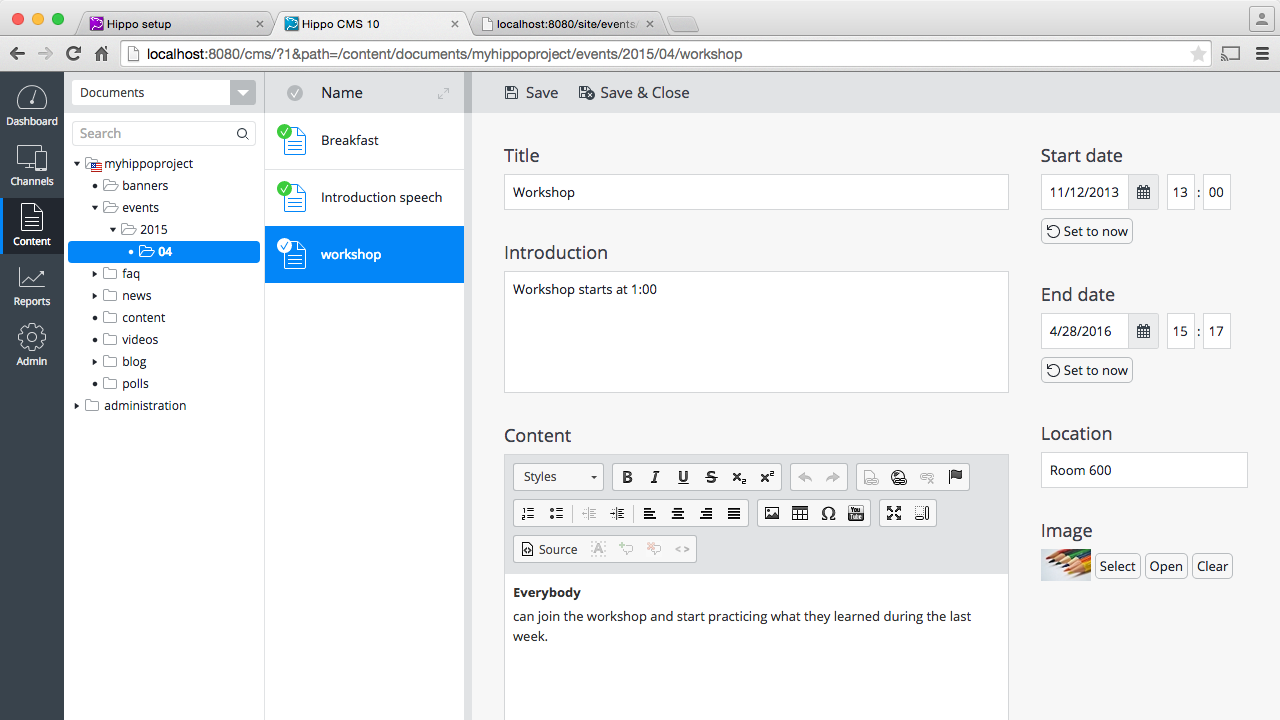 Hippo setup
Hippo CMS 10
localhost:8080/site/events/
localhost:8080/cms/?1&path=/content/documents/myhippoproject/events/2015/04/workshop
Dashboard
Channels
Content
Reports
Admin
Documents
Search
myhippoproject
banners
events
2015
04
faq
news
content
videos
blog
polls
administration
Name
Breakfast
Introduction speech
workshop
Save
Save & Close
Title
Workshop
Introduction
Workshop starts at 1:00
Content
Styles
B I U S x₂ x²
Ω You Tube
Source A
Everybody
can join the workshop and start practicing what they learned during the last
week.
Start date
11/12/2013 13 : 00
Set to now
End date
4/28/2016 15 : 17
Set to now
Location
Room 600
Image
Select Open Clear